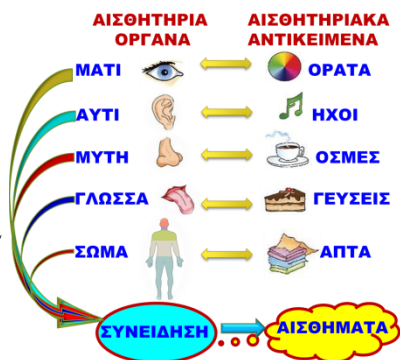 ΑΙΣΘΗΤΗΡΙΑ ΟΡΓΑΝΑ
ΑΙΣΘΗΤΗΡΙΑΚΑ ΑΝΤΙΚΕΙΜΕΝΑ
ΜΑΤΙ ΟΡΑΤΑ
ΑΥΤΙ ΗΧΟΙ
ΜΥΤΗ ΟΣΜΕΣ
ΓΛΩΣΣΑ ΓΕΥΣΕΙΣ
ΣΩΜΑ ΑΠΤΑ
ΣΥΝΕΙΔΗΣΗ ΑΙΣΘΗΜΑΤΑ